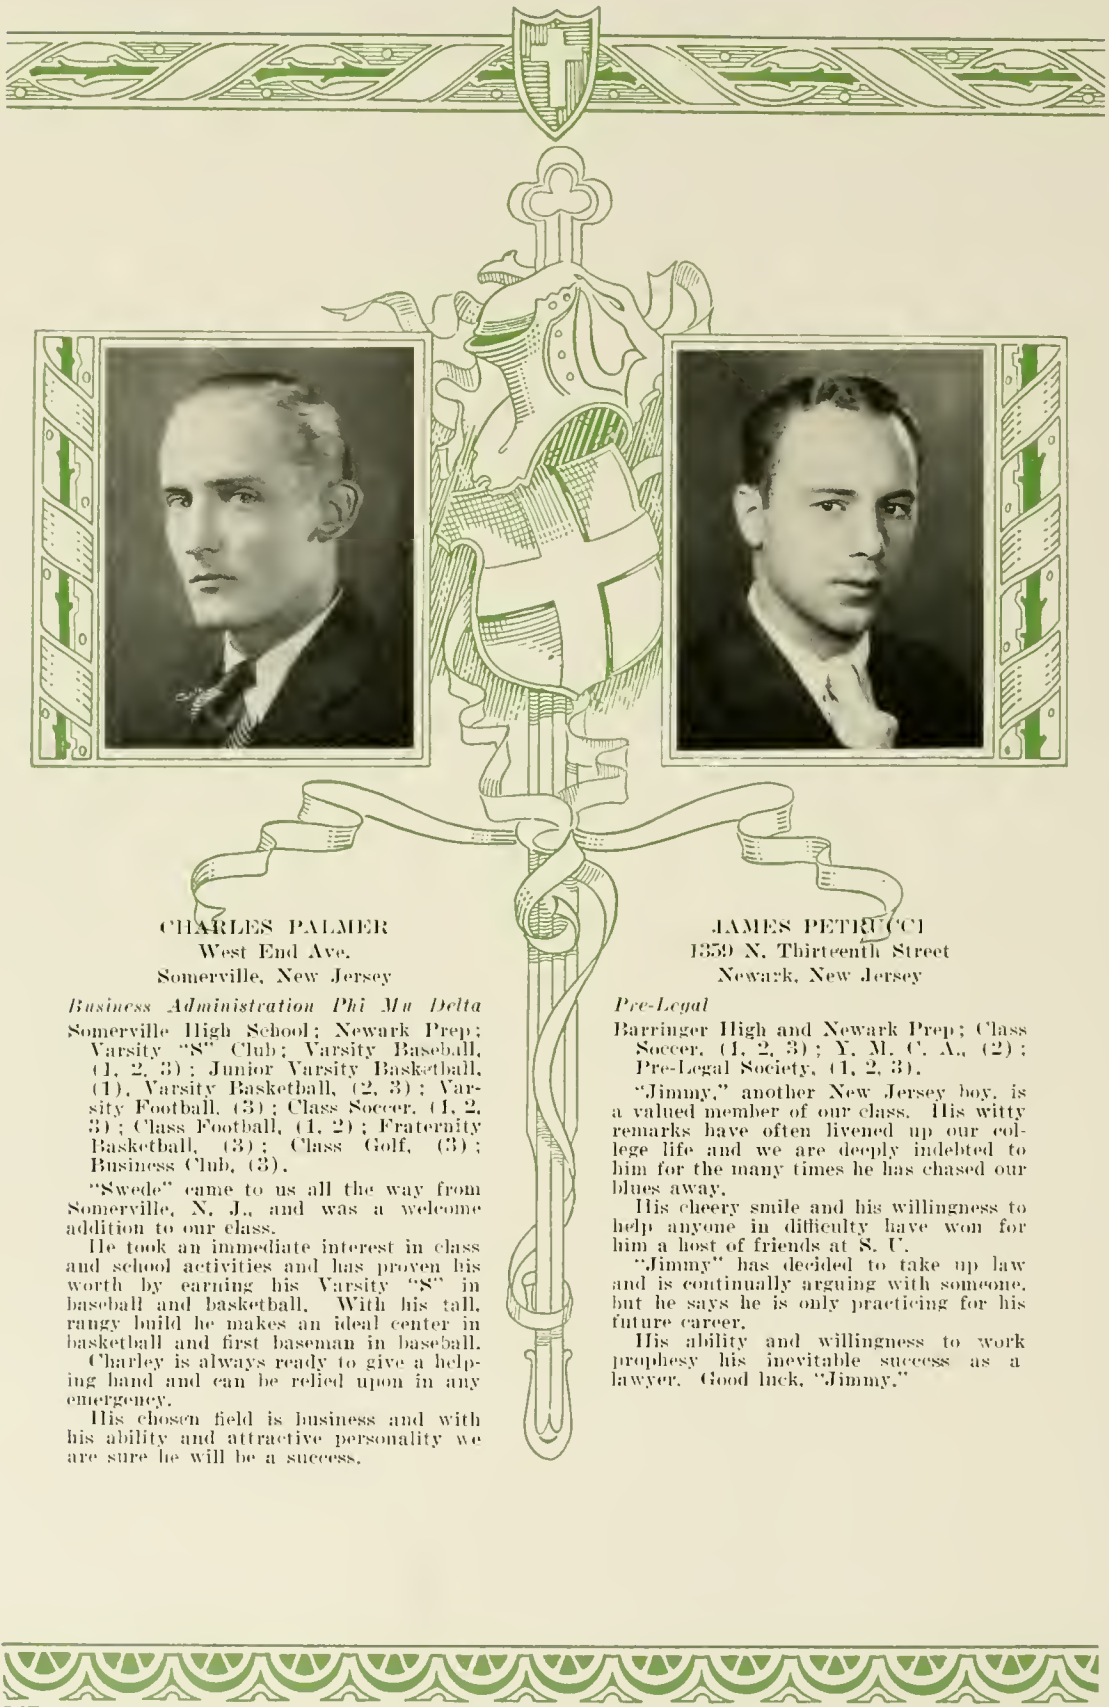 CHARLES PALMER
West End Ave.
Somerville, New Jersey
Business Administration Phi Mu Delta
Somerville High School; Newark Prep;
Varsity "S" Club; Varsity Baseball,
(1, 2, 3); Junior Varsity Basketball,
(1), Varsity Basketball, (2, 3); Var-
sity Football, (3); Class Soccer, (1, 2,
3); Class Football, (1, 2); Fraternity
Basketball, (3); Class Golf, (3);
Business Club, (3).
"Swede" came to us all the way from
Somerville, N. J., and was a welcome
addition to our class.
He took an immediate interest in class
and school activities and has proven his
worth by earning his Varsity "S" in
baseball and basketball. With his tall,
rangy build he makes an ideal center in
basketball and first baseman in baseball.
Charley is always ready to give a help-
ing hand and can be relied upon in any
emergency.
His chosen field is business and with
his ability and attractive personality we
are sure he will be a success.
JAMES PETRUCCI
1359 N. Thirteenth Street
Newark, New Jersey
Pre-Legal
Barringer High and Newark Prep; Class
Soccer, (1, 2, 3); Y. M. C. A., (2);
Pre-Legal Society, (1, 2, 3).
"Jimmy," another New Jersey boy, is
a valued member of our class. His witty
remarks have often livened up our col-
lege life and we are deeply indebted to
him for the many times he has chased our
blues away.
His cheery smile and his willingness to
help anyone in difficulty have won for
him a host of friends at S. U.
"Jimmy" has decided to take up law
and is continually arguing with someone,
but he says he is only practicing for his
future career.
His ability and willingness to work
prophesy his inevitable success as a
lawyer. Good luck, "Jimmy."